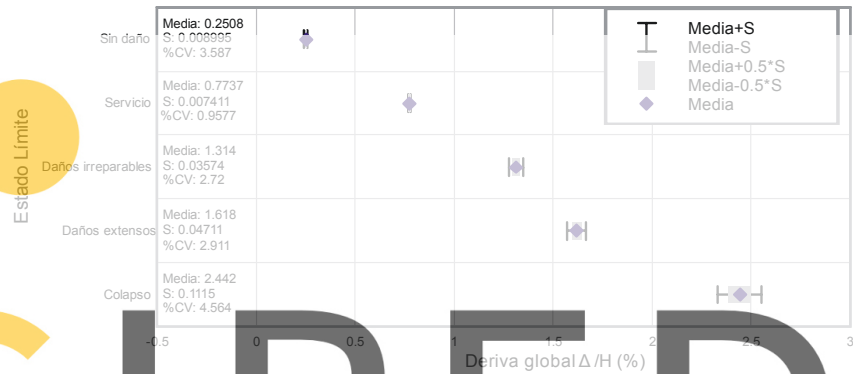 Media: 0.2508
Sin daño
S: 0.008995
%CV: 3.587
Media+S
Media-S
Media+0.5*S
Media-0.5*S
Media
Media: 0.7737
Servicio
S: 0.007411
%CV: 0.9577
Estado Límite
Media: 1.314
Daños irreparables
S: 0.03574
%CV: 2.72
Media: 1.618
Daños extensos
S: 0.04711
%CV: 2.911
Media: 2.442
Colapso
S: 0.1115
%CV: 4.564
-0.5 0 0.5 1 1.5 2 2.5 3
Deriva global Δ /H (%)